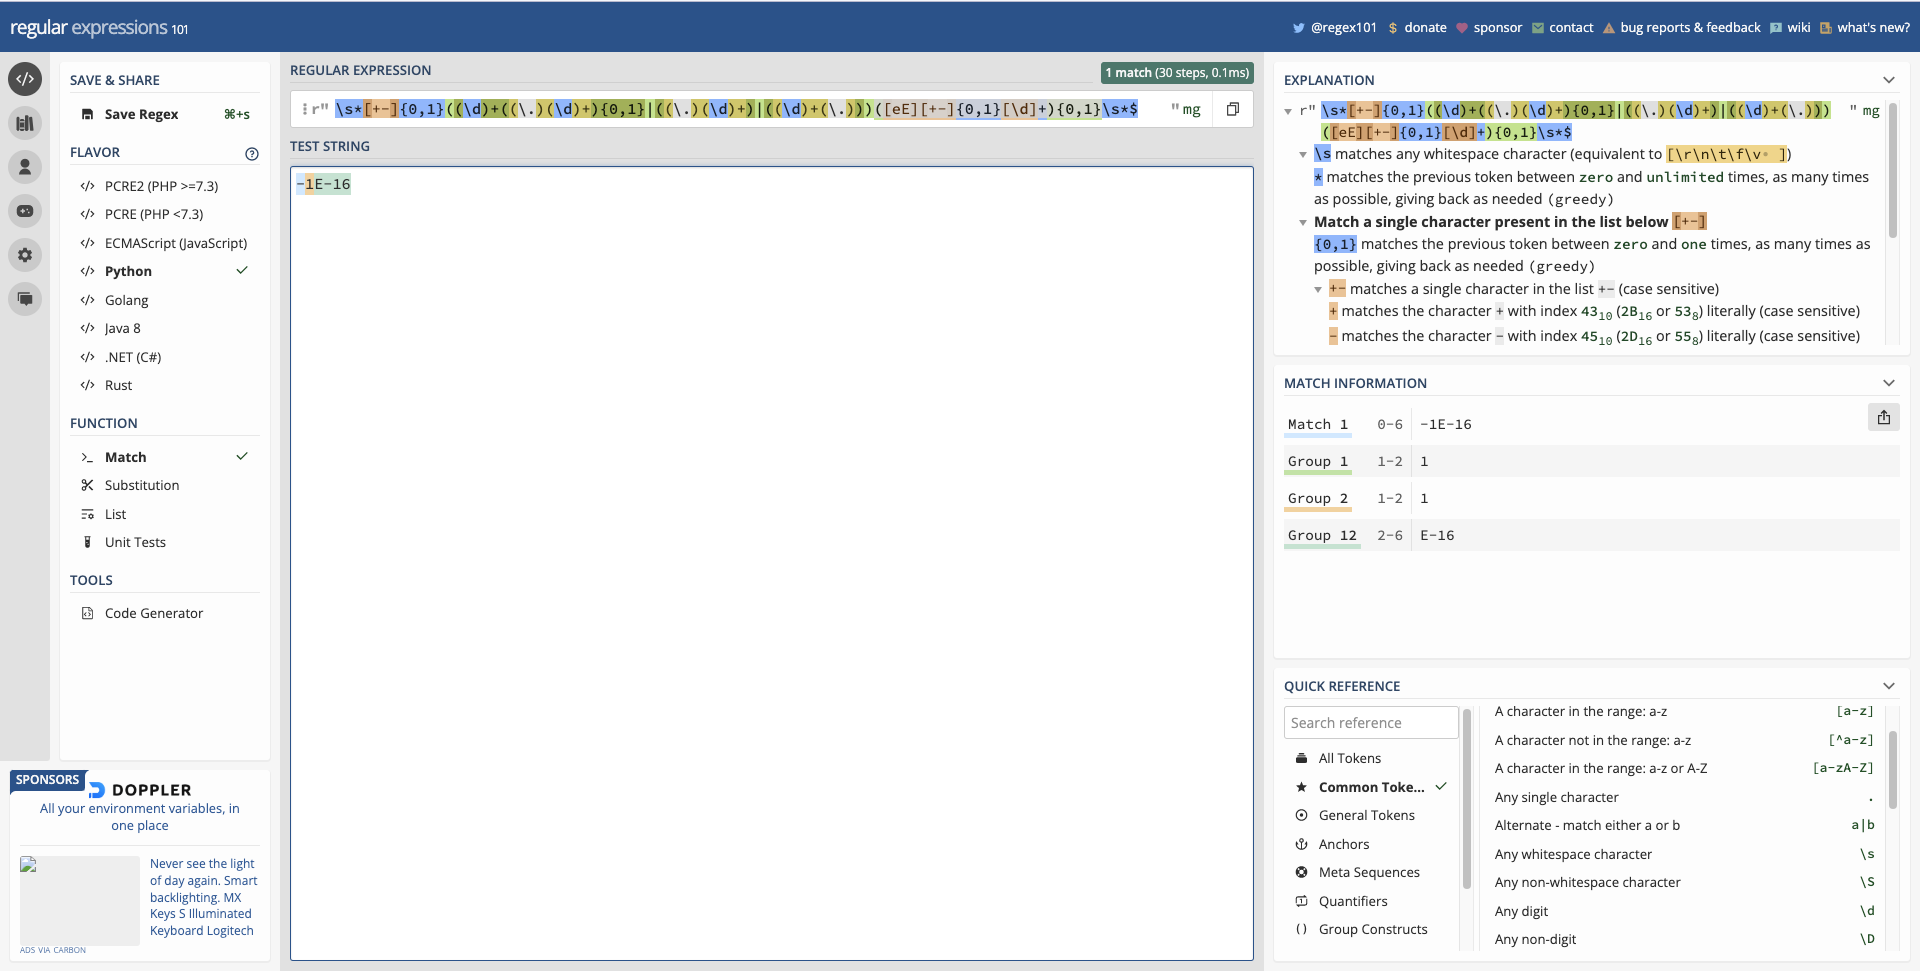 regular expressions 101
@regex101
$ donate
sponsor
contact
bug reports & feedback
wiki
what's new?
SAVE & SHARE
Save Regex ⌘+s
FLAVOR
</> PCRE2 (PHP >=7.3)
</> PCRE (PHP <7.3)
</> ECMAScript (JavaScript)
</> Python
</> Golang
</> Java 8
</> .NET (C#)
</> Rust
FUNCTION
Match
Substitution
List
Unit Tests
TOOLS
Code Generator
SPONSORS
DOPPLER
All your environment variables, in
one place
Never see the light
of day again. Smart
backlighting. MX
Keys S Illuminated
Keyboard Logitech
ADS VIA CARBON
REGULAR EXPRESSION
1 match (30 steps, 0.1ms)
r" \s*[+-]{0,1}((\d)+((\.)(\d)+){0,1}|((\.)(\d)+)|((\d)+(\.)))([eE][+-]{0,1}[\d]+){0,1}\s*$ " mg
TEST STRING
-1E-16
EXPLANATION
r" \s*[+-]{0,1}((\d)+((\.)(\d)+){0,1}|((\.)(\d)+)|((\d)+(\.))) " mg
([eE][+-]{0,1}[\d]+){0,1}\s*$
\s matches any whitespace character (equivalent to [\r\n\t\f\v ])
* matches the previous token between zero and unlimited times, as many times
as possible, giving back as needed (greedy)
Match a single character present in the list below [+-]
{0,1} matches the previous token between zero and one times, as many times as
possible, giving back as needed (greedy)
+- matches a single character in the list +- (case sensitive)
+ matches the character + with index 43₁₀ (2B₁₆ or 53₈) literally (case sensitive)
- matches the character - with index 45₁₀ (2D₁₆ or 55₈) literally (case sensitive)
MATCH INFORMATION
Match 1 0-6 -1E-16
Group 1 1-2 1
Group 2 1-2 1
Group 12 2-6 E-16
QUICK REFERENCE
Search reference
All Tokens
Common Toke...
General Tokens
Anchors
Meta Sequences
Quantifiers
Group Constructs
A character in the range: a-z [a-z]
A character not in the range: a-z [^a-z]
A character in the range: a-z or A-Z [a-zA-Z]
Any single character .
Alternate - match either a or b a|b
Any whitespace character \s
Any non-whitespace character \S
Any digit \d
Any non-digit \D